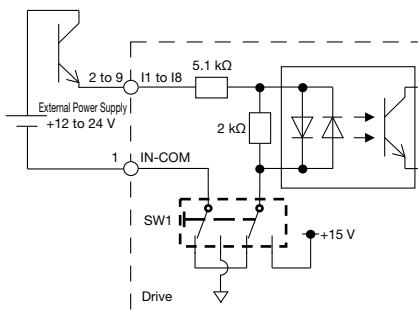 5.1 kΩ
2 to 9 I1 to I8
External Power Supply
+12 to 24 V
2 kΩ
1 IN-COM
SW1
+15 V
Drive